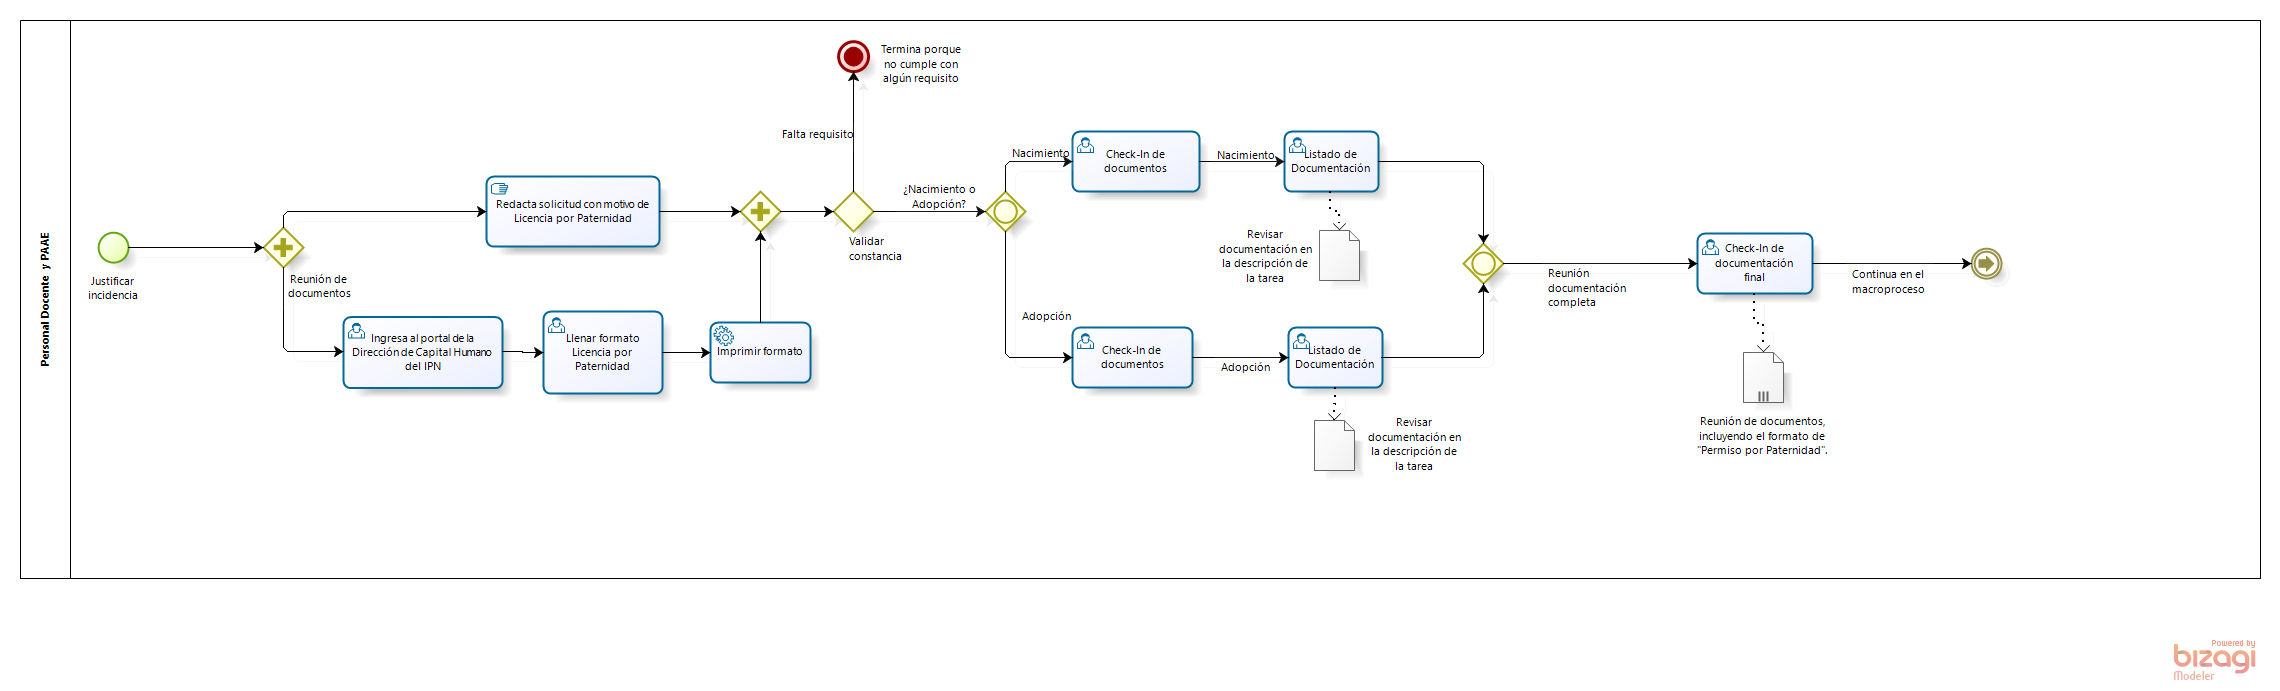 Personal Docente y PAAE
Justificar
incidencia
Reunión de
documentos
Redacta solicitud con motivo de
Licencia por Paternidad
Ingresa al portal de la
Dirección de Capital Humano
del IPN
Llenar formato
Licencia por
Paternidad
Imprimir formato
Termina porque
no cumple con
algún requisito
Falta requisito
Validar
constancia
¿Nacimiento o
Adopción?
Nacimiento
Check-In de
documentos
Nacimiento
Listado de
Documentación
Revisar
documentación en
la descripción de
la tarea
Adopción
Check-In de
documentos
Adopción
Listado de
Documentación
Revisar
documentación en
la descripción de
la tarea
Reunión
documentación
completa
Check-In de
documentación
final
Continua en el
macroproceso
Reunión de documentos,
incluyendo el formato de
"Permiso por Paternidad".
Powered by
bizagi
Modeler